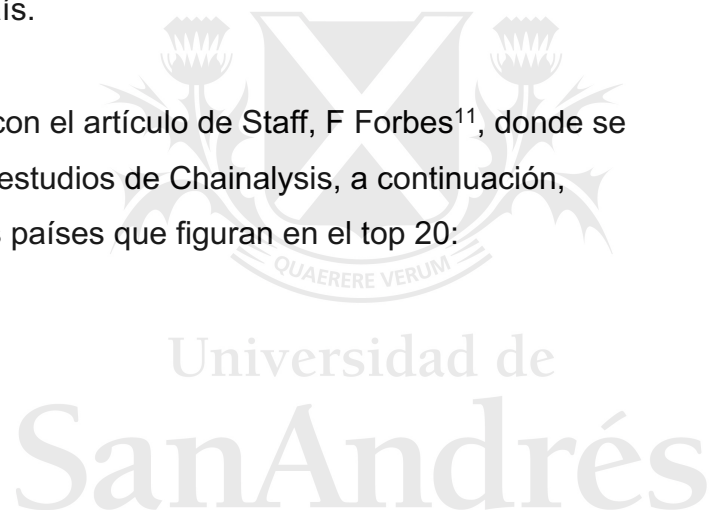 ís.
con el artículo de Staff, F Forbes¹¹, donde se
estudios de Chainalysis, a continuación,
s países que figuran en el top 20:
QUAERERE VERUM
Universidad de
SanAndrés